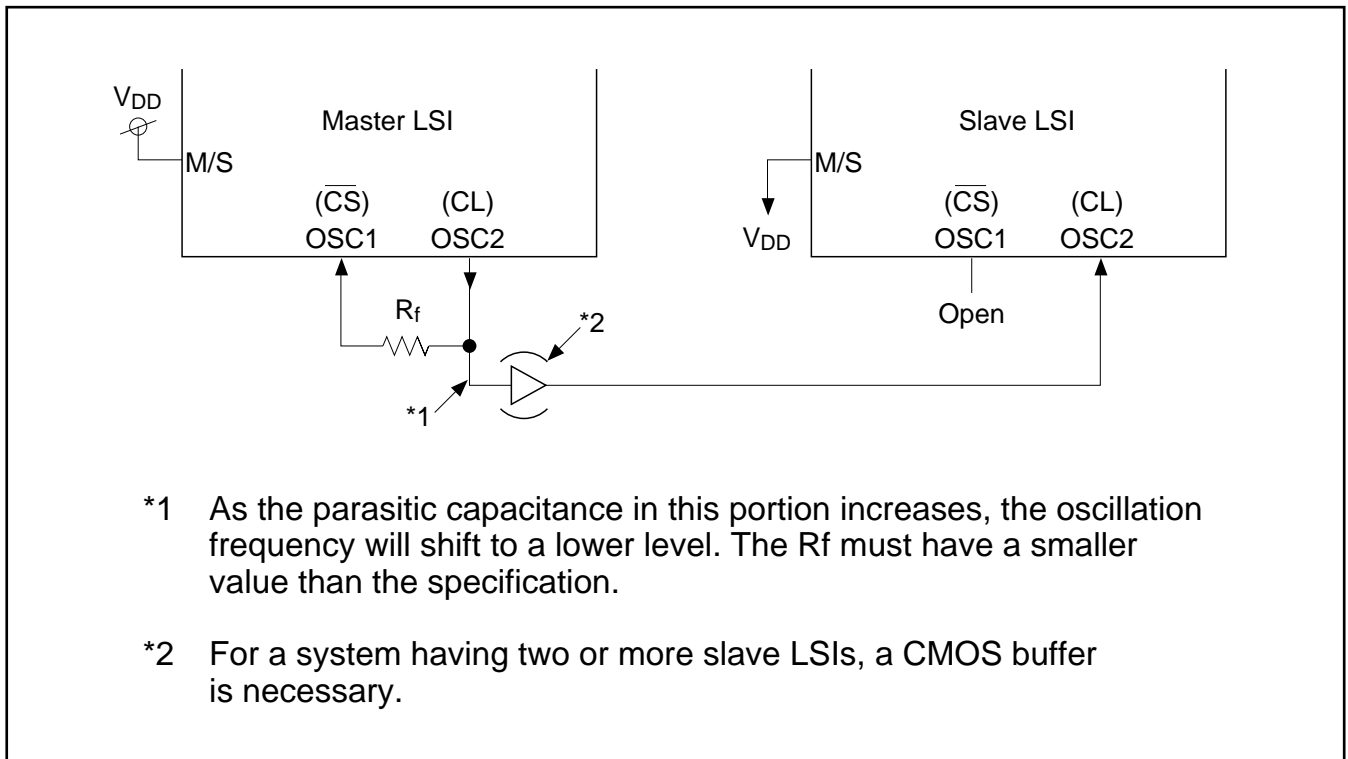 VDD
Master LSI
Slave LSI
M/S
M/S
(CS)
(CL)
(CS)
(CL)
OSC1
OSC2
VDD
OSC1
OSC2
Rf
*2
Open
*1
*1 As the parasitic capacitance in this portion increases, the oscillation
frequency will shift to a lower level. The Rf must have a smaller
value than the specification.
*2 For a system having two or more slave LSIs, a CMOS buffer
is necessary.